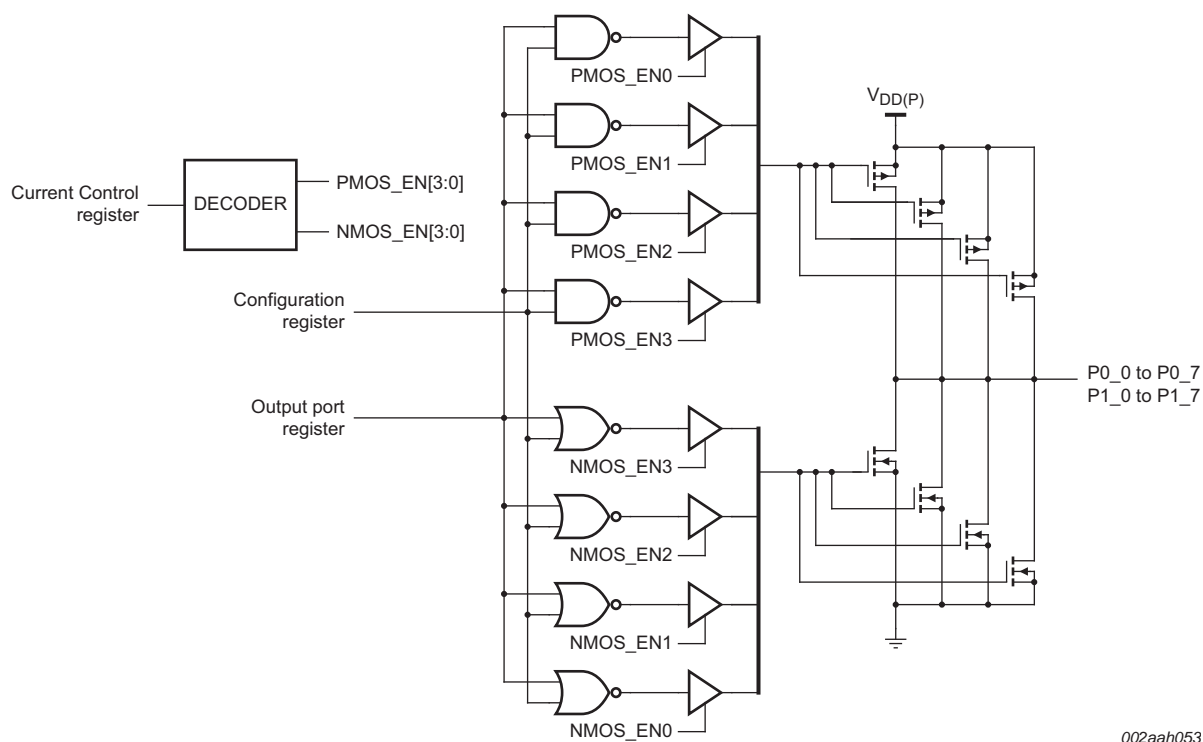 PMOS_EN0
VDD(P)
PMOS_EN1
Current Control
register
DECODER
PMOS_EN[3:0]
NMOS_EN[3:0]
PMOS_EN2
Configuration
register
PMOS_EN3
P0_0 to P0_7
P1_0 to P1_7
Output port
register
NMOS_EN3
NMOS_EN2
NMOS_EN1
NMOS_EN0
002aah053